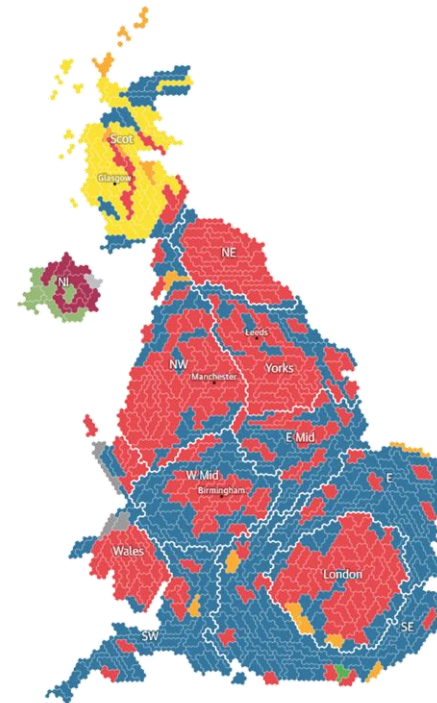 Scot
Glasgow
NI
NE
Leeds
NW
Yorks
Manchester
E Mid
W Mid
E
Birmingham
Wales
London
SW
SE